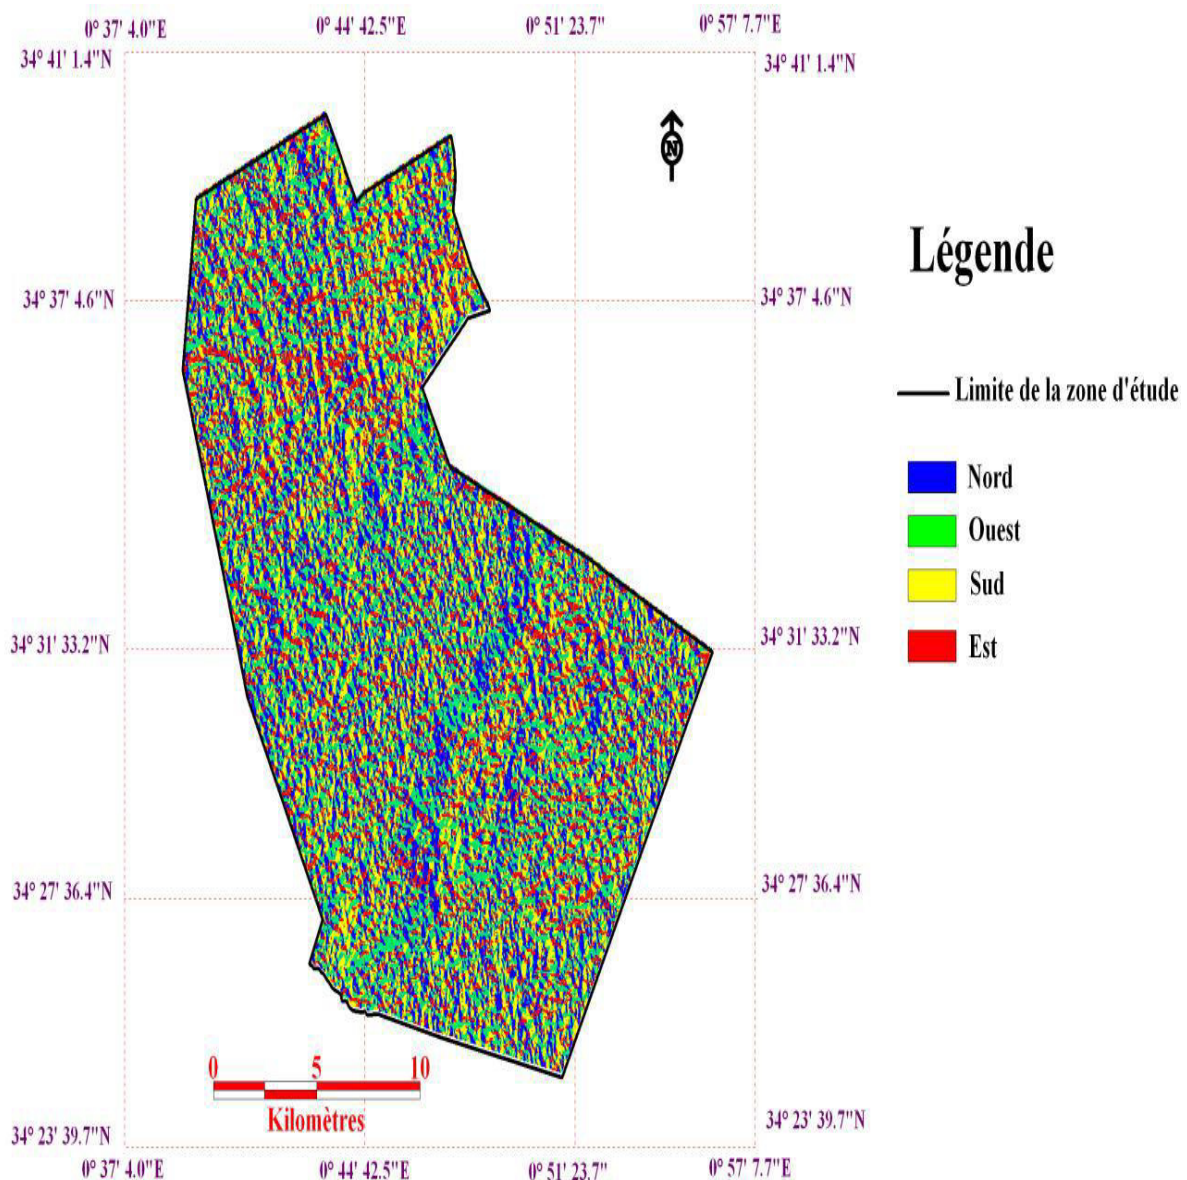 0° 37' 4.0"E
0° 44' 42.5"E
0° 51' 23.7"
0° 57' 7.7"E
34° 41' 1.4"N
34° 41' 1.4"N
N
Légende
34° 37' 4.6"N
34° 37' 4.6"N
Limite de la zone d'étude
Nord
Ouest
Sud
Est
34° 31' 33.2"N
34° 31' 33.2"N
34° 27' 36.4"N
34° 27' 36.4"N
0 5 10
Kilomètres
34° 23' 39.7"N
34° 23' 39.7"N
0° 37' 4.0"E
0° 44' 42.5"E
0° 51' 23.7"
0° 57' 7.7"E